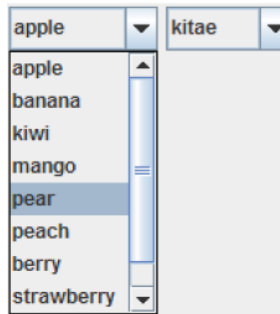 apple kitae
apple
banana
kiwi
mango
pear
peach
berry
strawberry